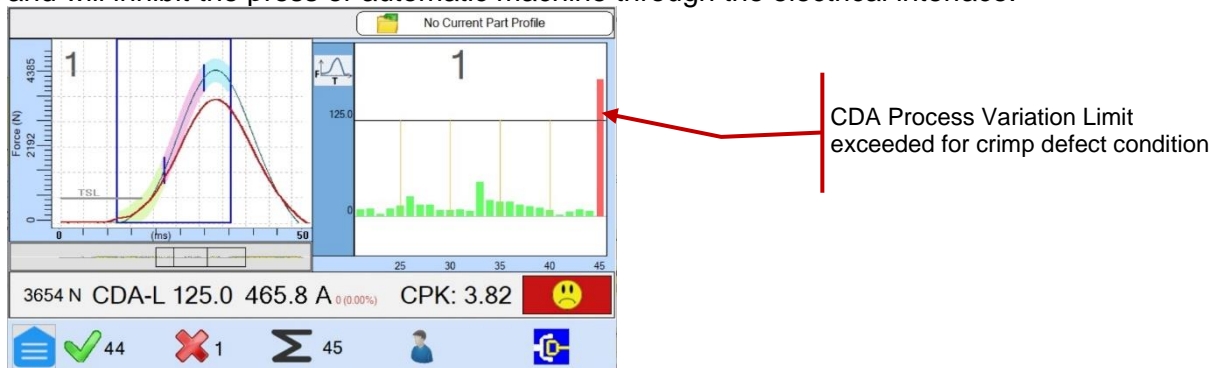 and will inhibit the press or automatic machine through the electrical interface.
No Current Part Profile
1
Force (N)
4385
2192
0
TSL
0 (ms) 50
F
T
1
125.0
0
25 30 35 40 45
CDA Process Variation Limit
exceeded for crimp defect condition
3654 N CDA-L 125.0 465.8 A 0 (0.00%) CPK: 3.82
44 1 45